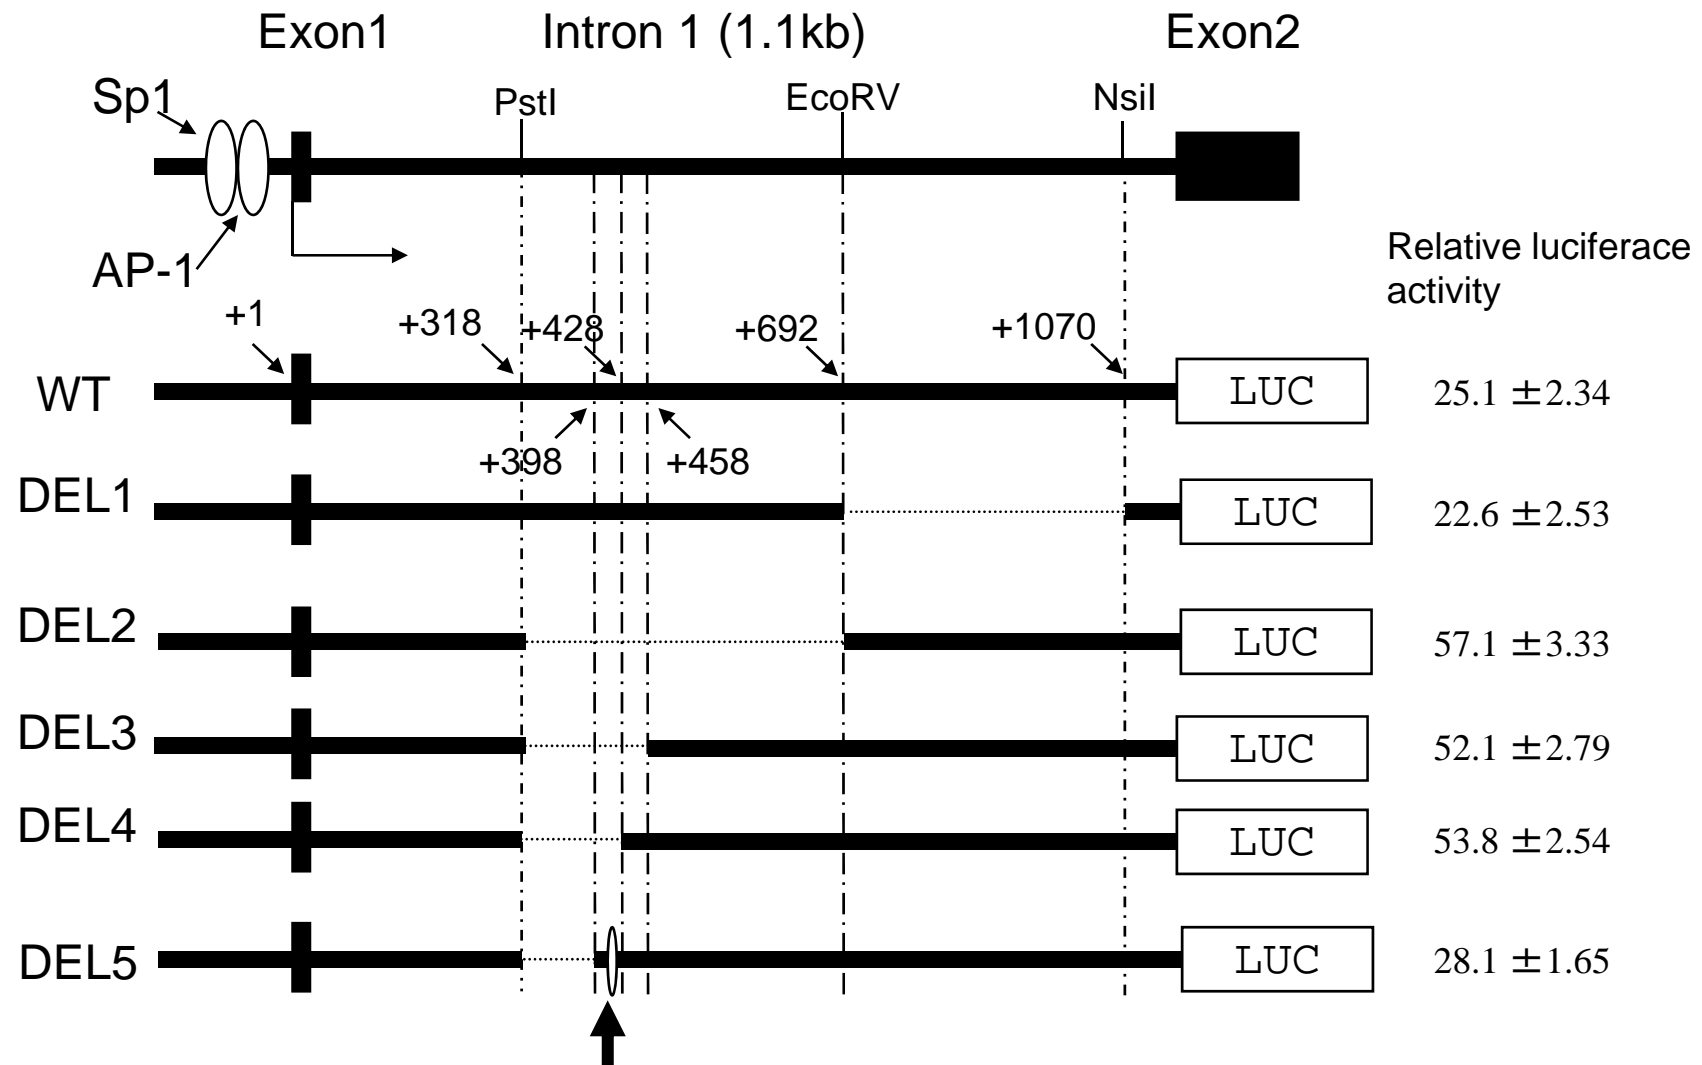 Exon1 Intron 1 (1.1kb) Exon2
Sp1 PstI EcoRV NsiI
AP-1
Relative luciferace
activity
+1 +318 +428 +692 +1070
WT LUC 25.1 ±2.34
+398 +458
DEL1 LUC 22.6 ±2.53
DEL2 LUC 57.1 ±3.33
DEL3 LUC 52.1 ±2.79
DEL4 LUC 53.8 ±2.54
DEL5 LUC 28.1 ±1.65